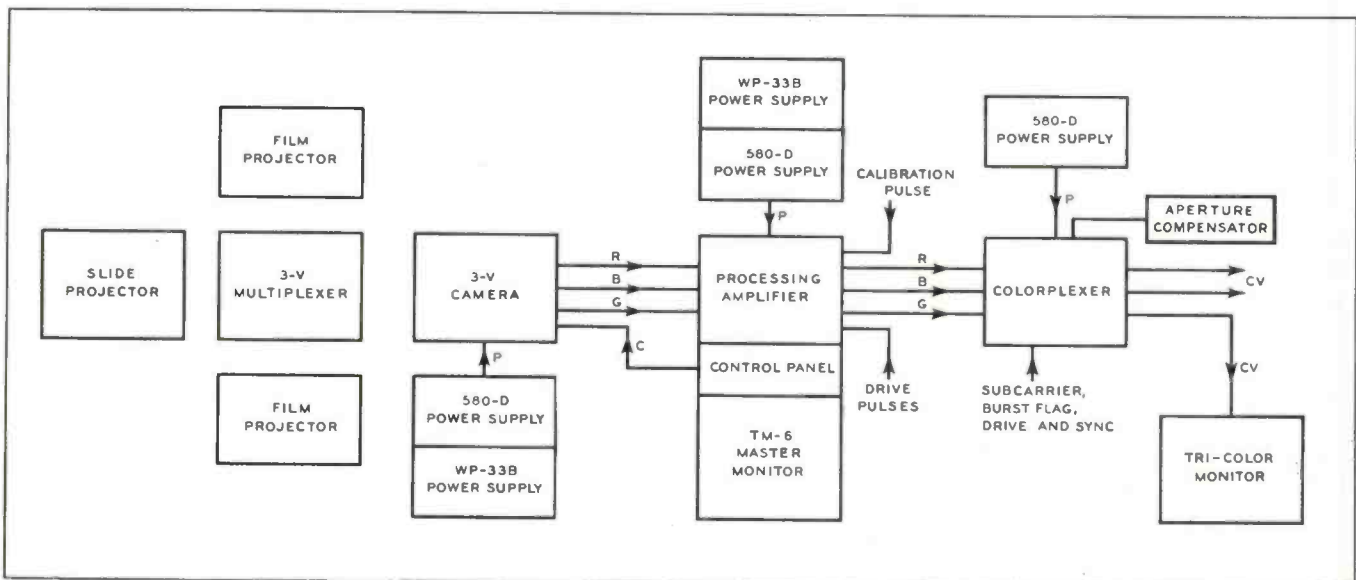 FILM
PROJECTOR
SLIDE
PROJECTOR
3-V
MULTIPLEXER
FILM
PROJECTOR
3-V
CAMERA
P
580-D
POWER SUPPLY
WP-33B
POWER SUPPLY
R
B
G
C
WP-33B
POWER SUPPLY
580-D
POWER SUPPLY
P
PROCESSING
AMPLIFIER
CONTROL PANEL
TM-6
MASTER
MONITOR
CALIBRATION
PULSE
R
B
G
DRIVE
PULSES
580-D
POWER SUPPLY
P
APERTURE
COMPENSATOR
COLORPLEXER
CV
SUBCARRIER,
BURST FLAG,
DRIVE AND SYNC
CV
TRI-COLOR
MONITOR